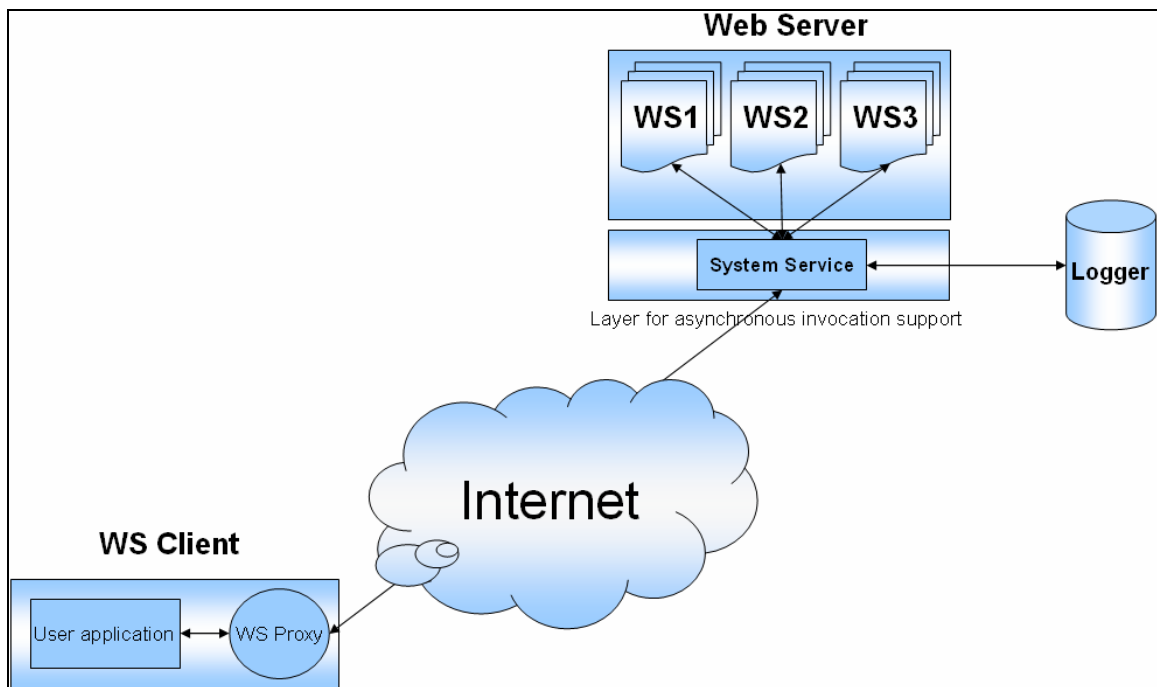 Web Server
WS1
WS2
WS3
System Service
Logger
Layer for asynchronous invocation support
Internet
WS Client
User application
WS Proxy